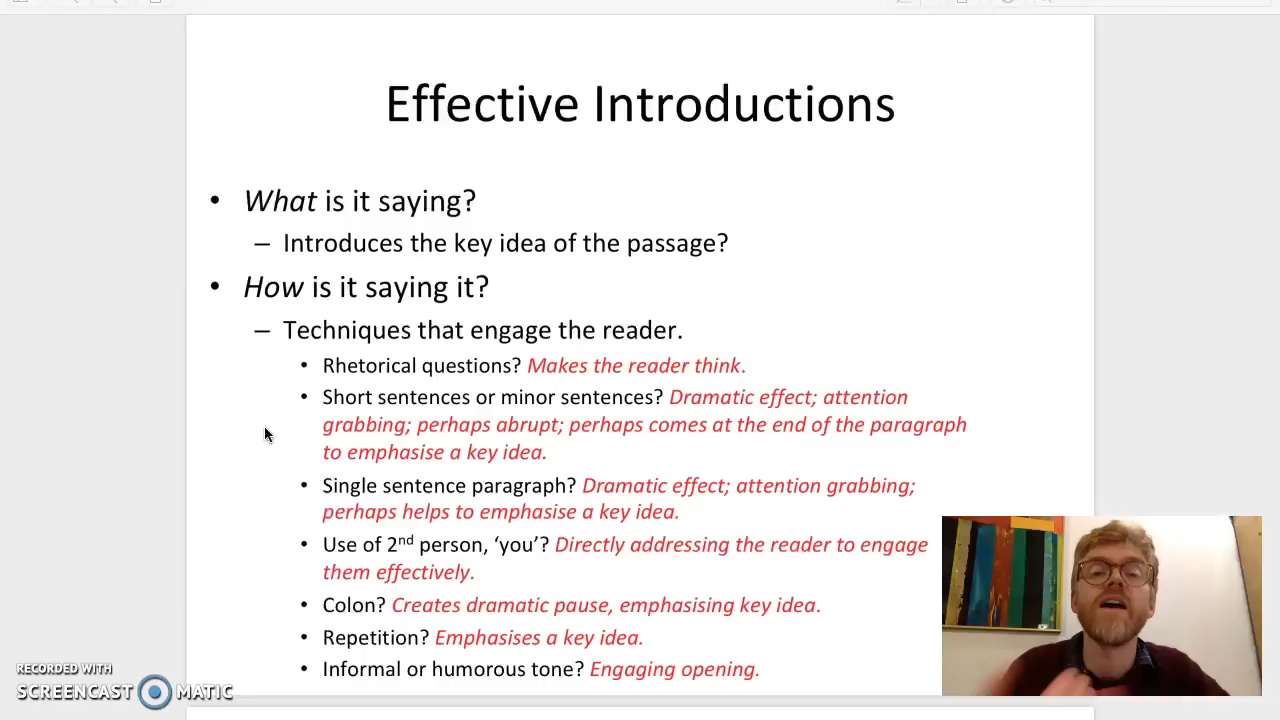 Effective Introductions
• What is it saying?
– Introduces the key idea of the passage?
• How is it saying it?
– Techniques that engage the reader.
• Rhetorical questions? Makes the reader think.
• Short sentences or minor sentences? Dramatic effect; attention
grabbing; perhaps abrupt; perhaps comes at the end of the paragraph
to emphasise a key idea.
• Single sentence paragraph? Dramatic effect; attention grabbing;
perhaps helps to emphasise a key idea.
• Use of 2nd person, ‘you’? Directly addressing the reader to engage
them effectively.
• Colon? Creates dramatic pause, emphasising key idea.
• Repetition? Emphasises a key idea.
• Informal or humorous tone? Engaging opening.
RECORDED WITH
SCREENCAST MATIC